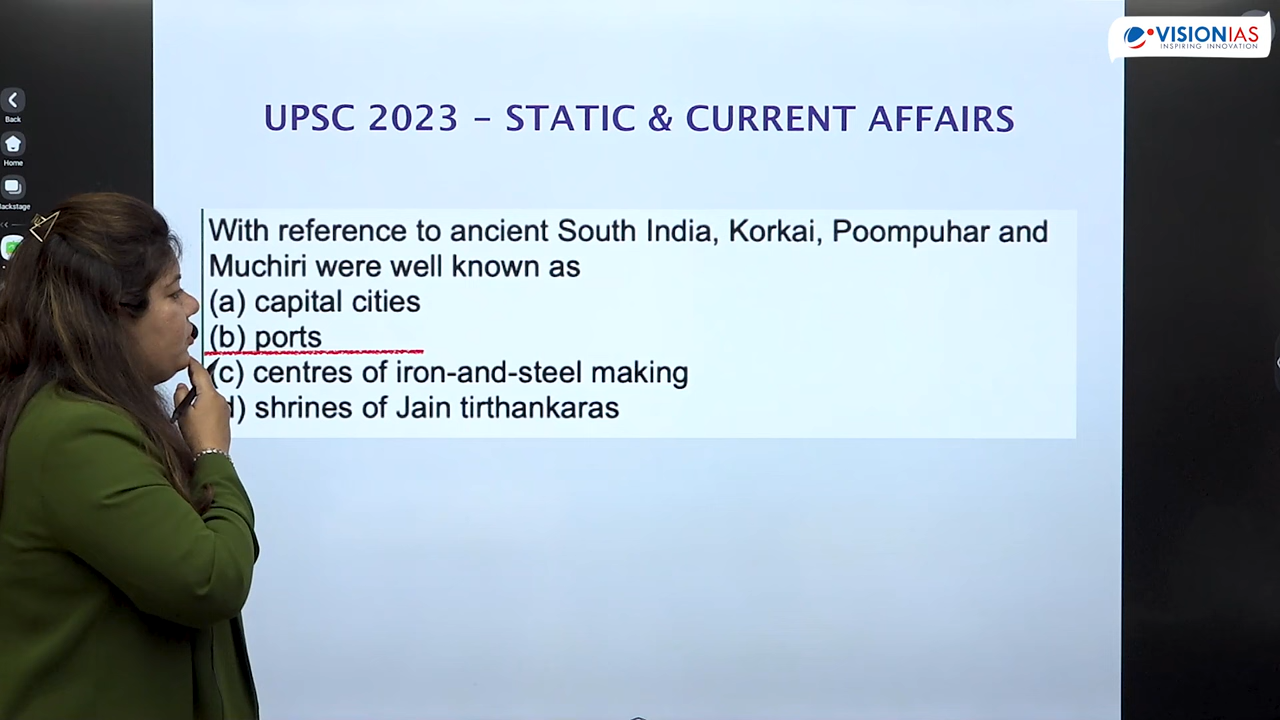 VISIONIAS
INSPIRING INNOVATION
Back
Home
UPSC 2023 – STATIC & CURRENT AFFAIRS
With reference to ancient South India, Korkai, Poompuhar and
Muchiri were well known as
(a) capital cities
(b) ports
(c) centres of iron-and-steel making
d) shrines of Jain tirthankaras